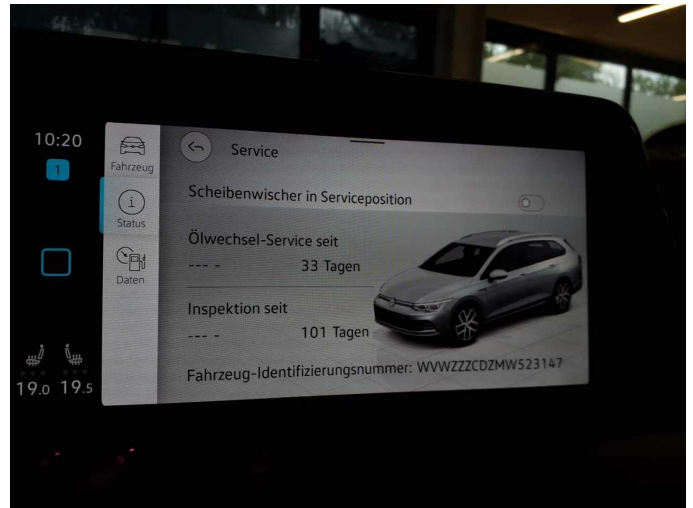 10:20
1
Fahrzeug
Status
Daten
19.0 19.5
Service
Scheibenwischer in Serviceposition
Ölwechsel-Service seit
--- - 33 Tagen
Inspektion seit
--- - 101 Tagen
Fahrzeug-Identifizierungsnummer: WVWZZZCDZMW523147